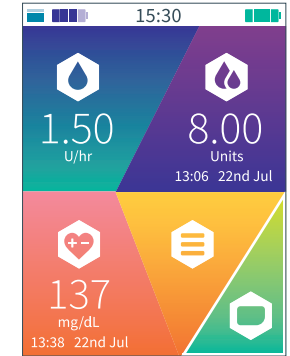 15:30
1.50
U/hr
8.00
Units
13:06 22nd Jul
137
mg/dL
13:38 22nd Jul